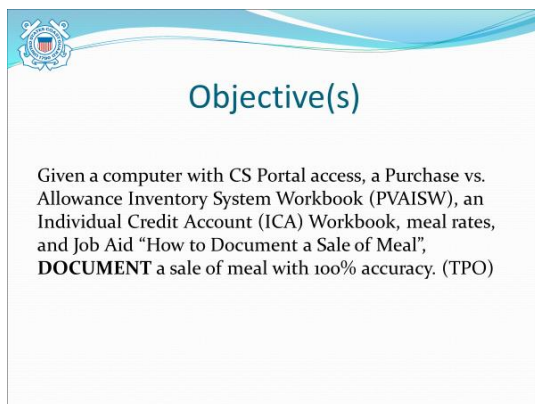 Objective(s)
Given a computer with CS Portal access, a Purchase vs.
Allowance Inventory System Workbook (PVAISW), an
Individual Credit Account (ICA) Workbook, meal rates,
and Job Aid “How to Document a Sale of Meal”,
DOCUMENT a sale of meal with 100% accuracy. (TPO)